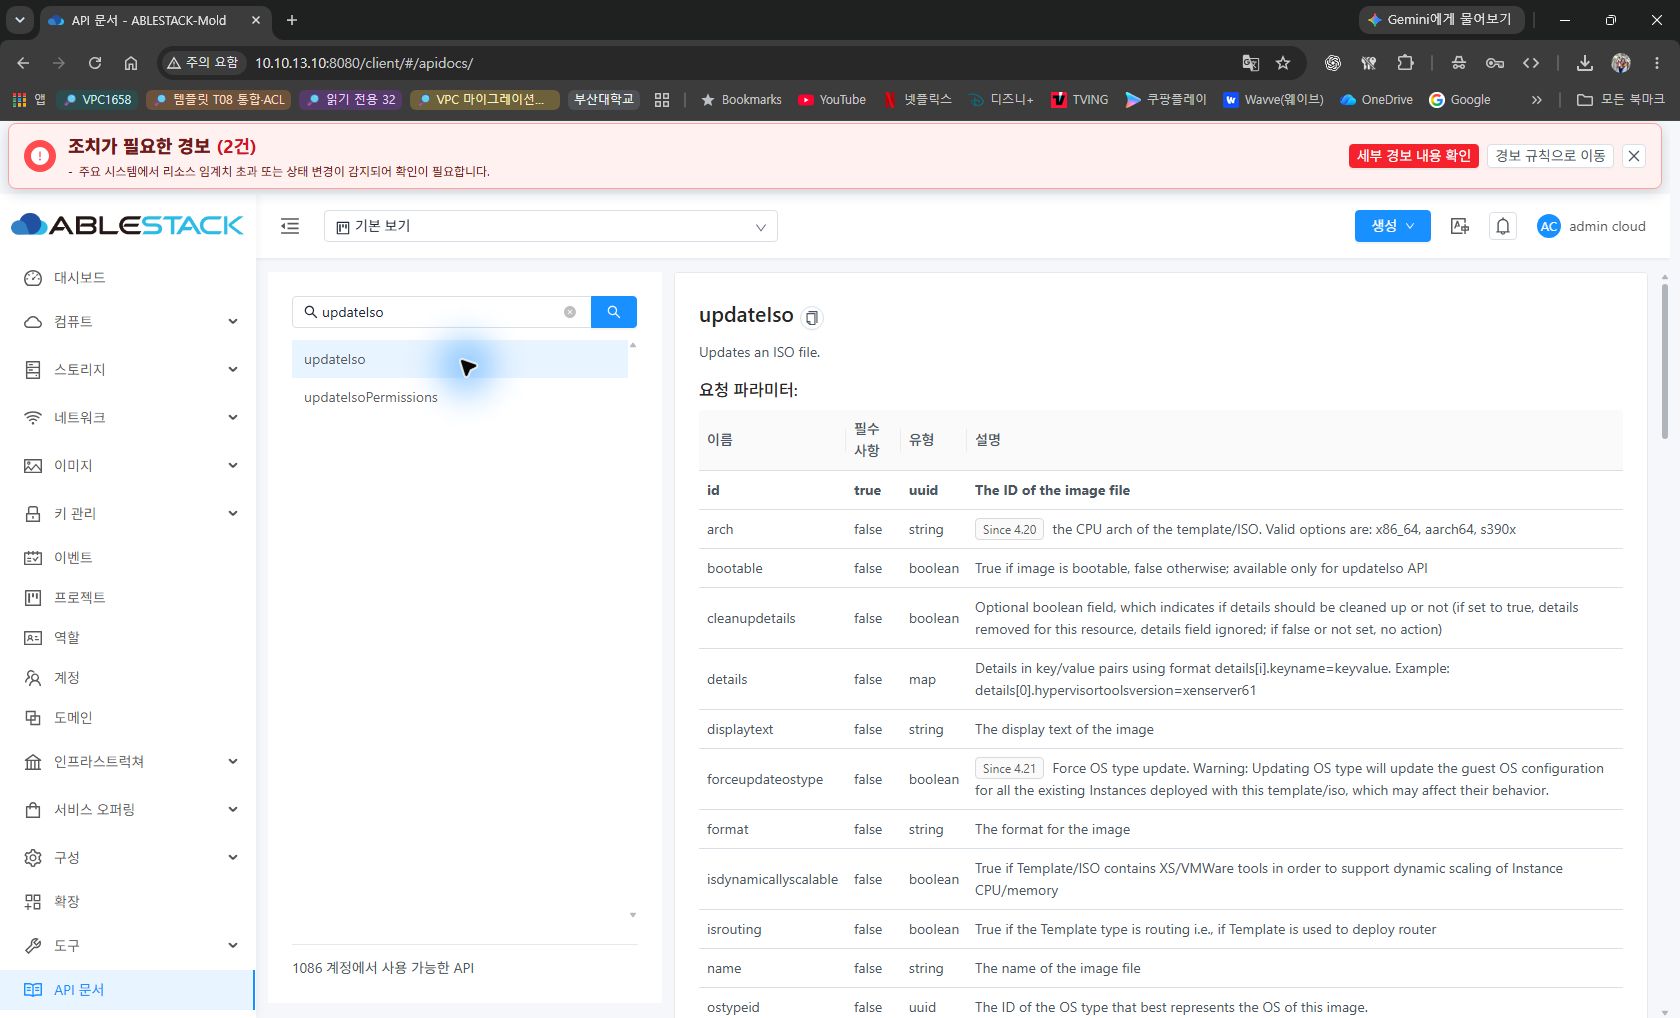 API 문서 - ABLESTACK-Mold
Gemini에게 물어보기
주의 요함
10.10.13.10:8080/client/#/apidocs/
앱
VPC1658
템플릿 T08 통합·ACL
읽기 전용 32
VPC 마이그레이션...
부산대학교
Bookmarks
YouTube
넷플릭스
디즈니+
TVING
쿠팡플레이
Wavve(웨이브)
OneDrive
Google
모든 북마크
조치가 필요한 경보 (2건)
- 주요 시스템에서 리소스 임계치 초과 또는 상태 변경이 감지되어 확인이 필요합니다.
세부 경보 내용 확인
경보 규칙으로 이동
ABLESTACK
기본 보기
생성
AC
admin cloud
대시보드
컴퓨트
스토리지
네트워크
이미지
키 관리
이벤트
프로젝트
역할
계정
도메인
인프라스트럭쳐
서비스 오퍼링
구성
확장
도구
API 문서
updateIso
updateIso
updateIsoPermissions
1086 계정에서 사용 가능한 API
updateIso
Updates an ISO file.
요청 파라미터:
이름 필수 사항 유형 설명
id true uuid The ID of the image file
arch false string Since 4.20 the CPU arch of the template/ISO. Valid options are: x86_64, aarch64, s390x
bootable false boolean True if image is bootable, false otherwise; available only for updateIso API
cleanupdetails false boolean Optional boolean field, which indicates if details should be cleaned up or not (if set to true, details
removed for this resource, details field ignored; if false or not set, no action)
details false map Details in key/value pairs using format details[i].keyname=keyvalue. Example:
details[0].hypervisortoolsversion=xenserver61
displaytext false string The display text of the image
forceupdateostype false boolean Since 4.21 Force OS type update. Warning: Updating OS type will update the guest OS configuration
for all the existing Instances deployed with this template/iso, which may affect their behavior.
format false string The format for the image
isdynamicallyscalable false boolean True if Template/ISO contains XS/VMWare tools in order to support dynamic scaling of Instance
CPU/memory
isrouting false boolean True if the Template type is routing i.e., if Template is used to deploy router
name false string The name of the image file
ostypeid false uuid The ID of the OS type that best represents the OS of this image.